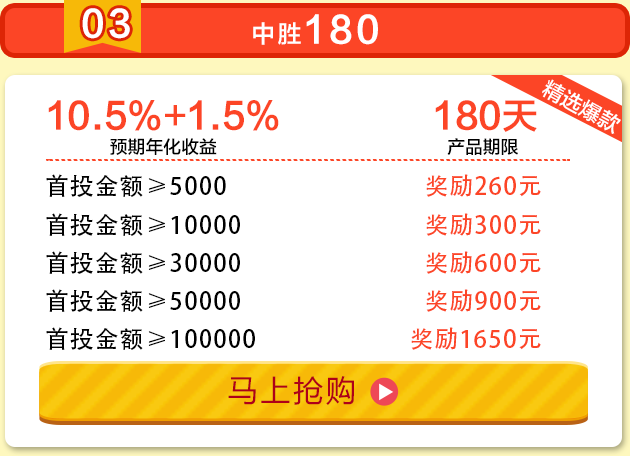 03
中胜180
精选爆款
10.5%+1.5% 180天
预期年化收益 产品期限
首投金额≥5000 奖励260元
首投金额≥10000 奖励300元
首投金额≥30000 奖励600元
首投金额≥50000 奖励900元
首投金额≥100000 奖励1650元
马上抢购